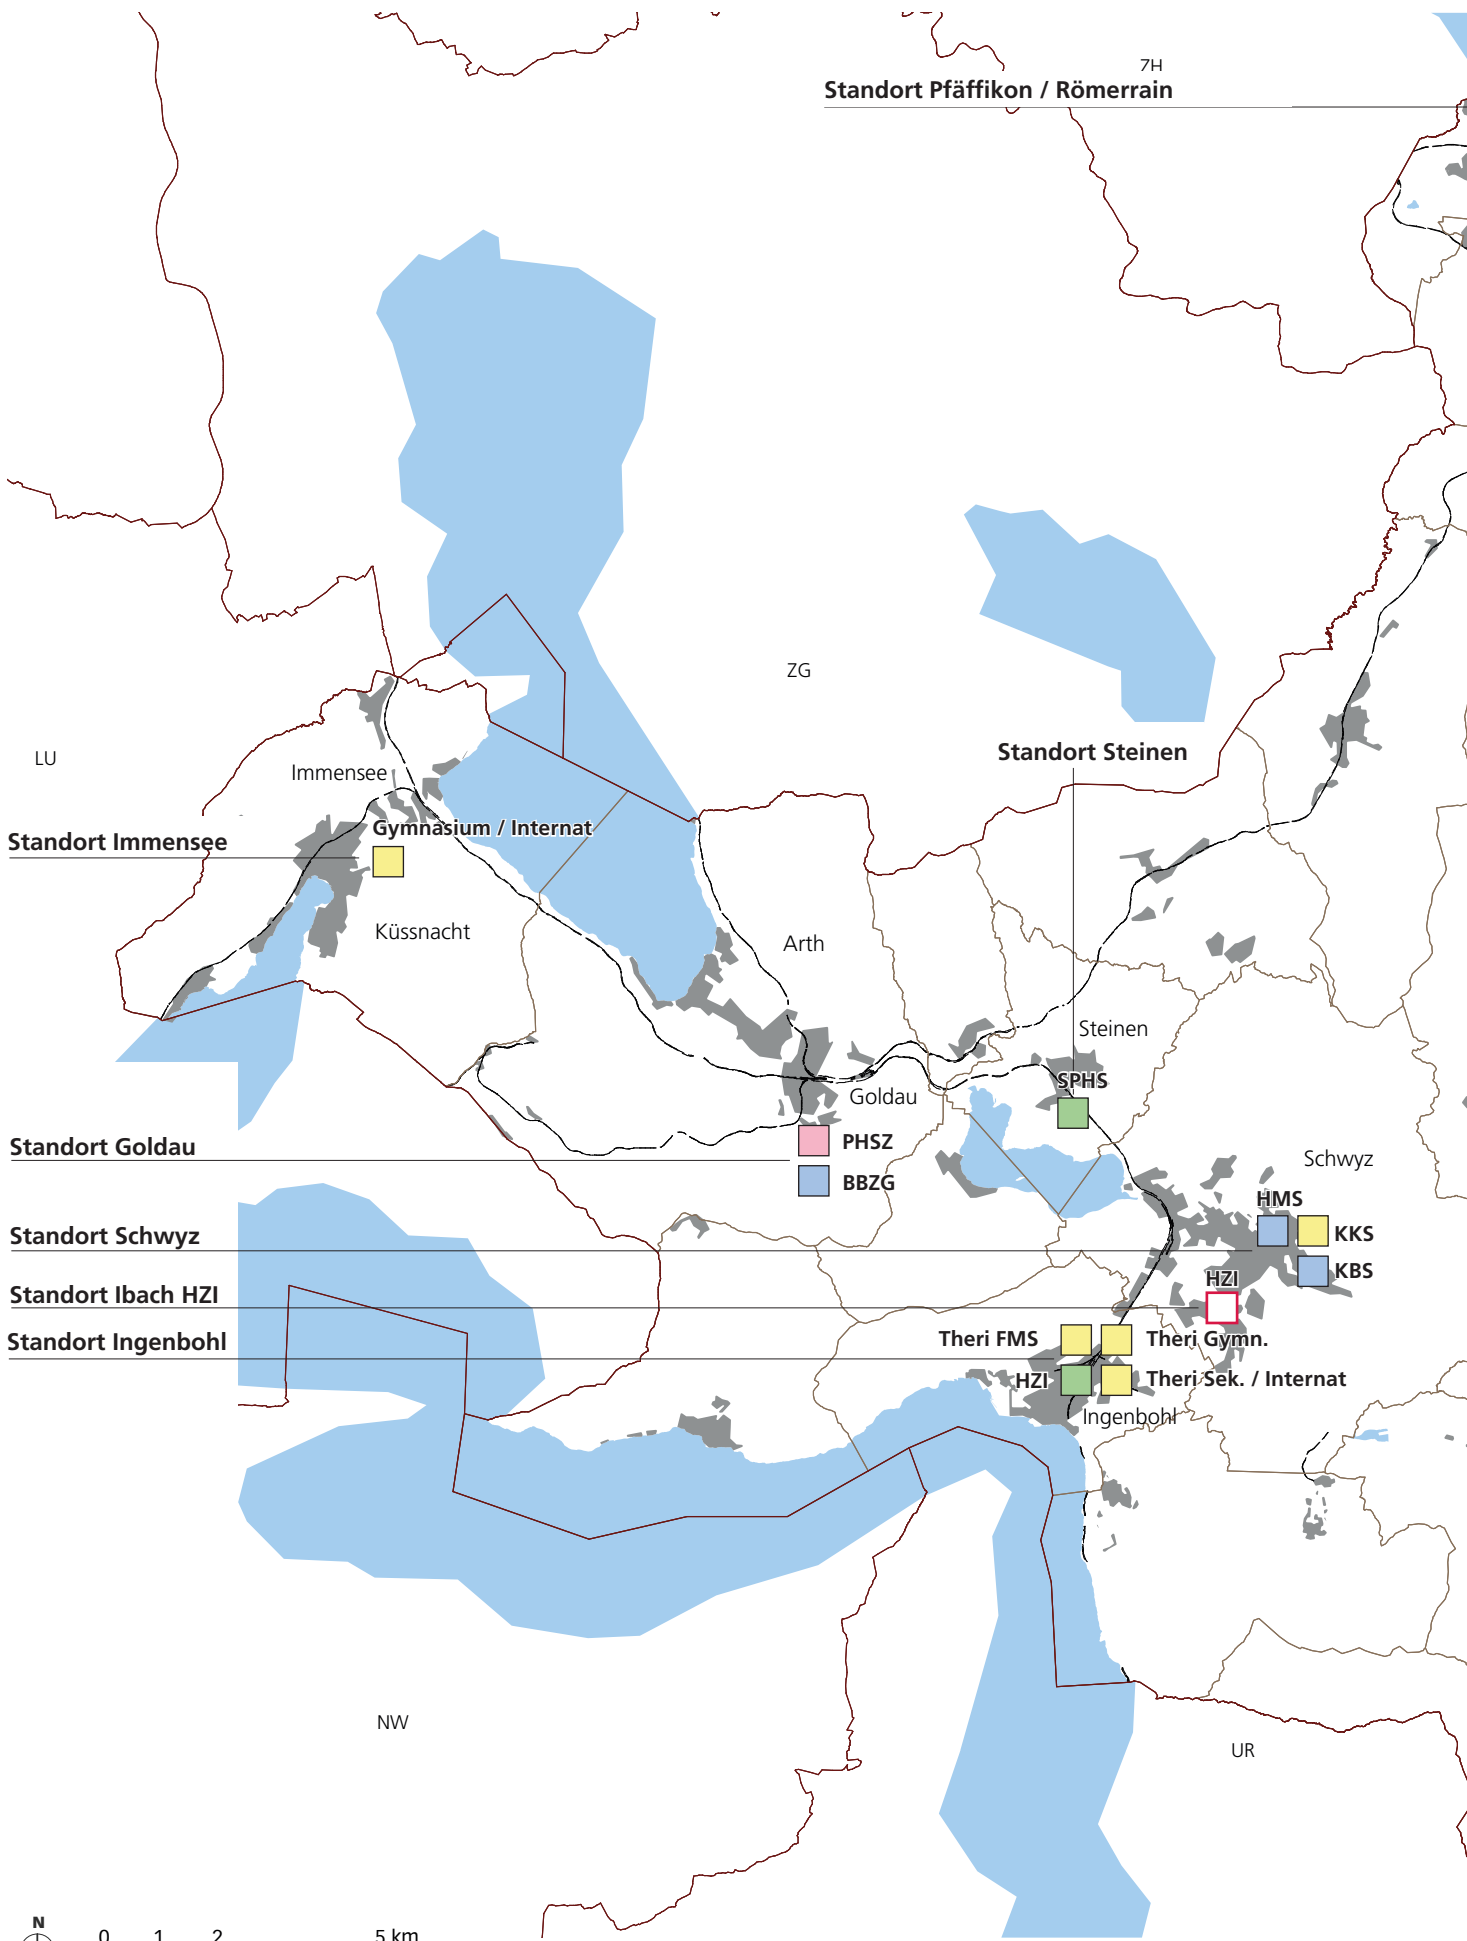 7H
Standort Pfäffikon / Römerrain
ZG
Standort Steinen
LU
Immensee
Gymnasium / Internat
Standort Immensee
Küssnacht
Arth
Steinen
SPHS
Goldau
PHSZ
Standort Goldau
BBZG
Schwyz
HMS
Standort Schwyz
KKS
KBS
HZI
Standort Ibach HZI
Standort Ingenbohl
Theri FMS
Theri Gymn.
HZI
Theri Sek. / Internat
Ingenbohl
NW
UR
N
0 1 2 5 km